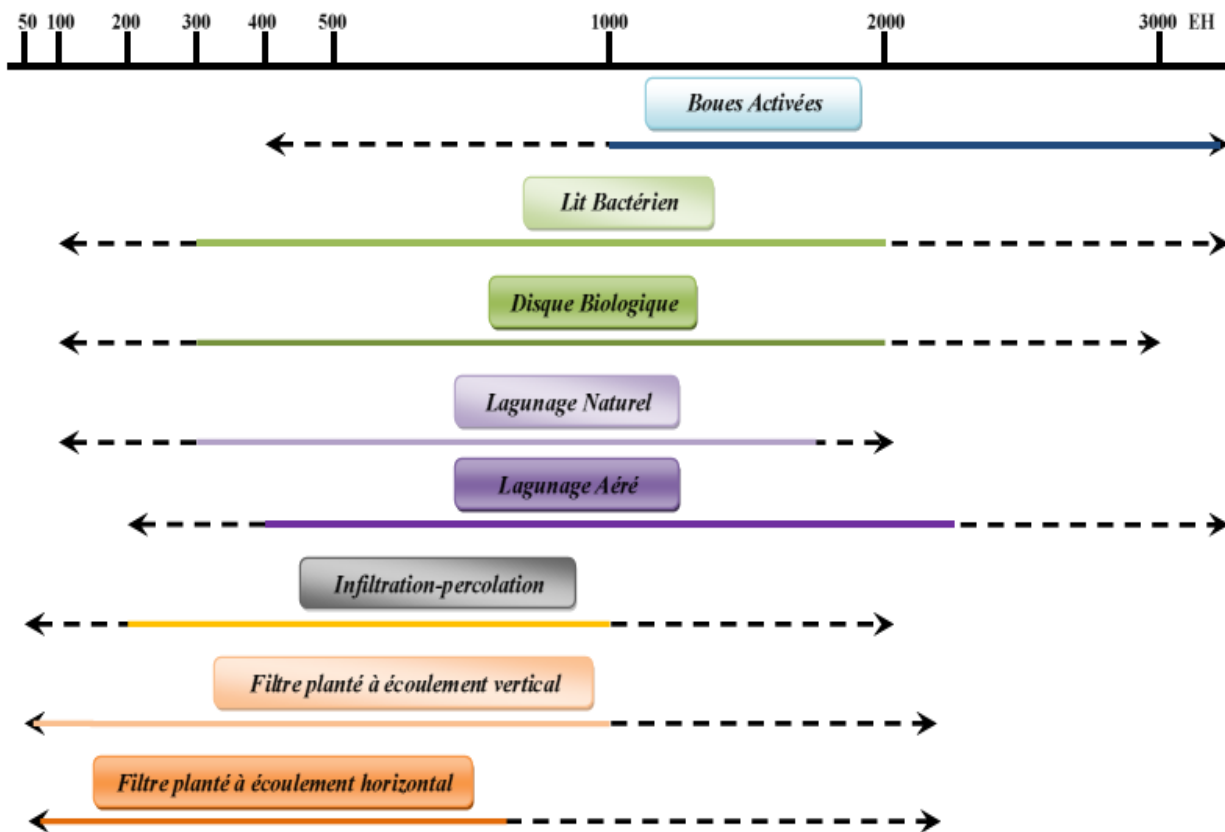 50 100 200 300 400 500 1000 2000 3000 EH
Boues Activées
Lit Bactérien
Disque Biologique
Lagunage Naturel
Lagunage Aéré
Infiltration-percolation
Filtre planté à écoulement vertical
Filtre planté à écoulement horizontal